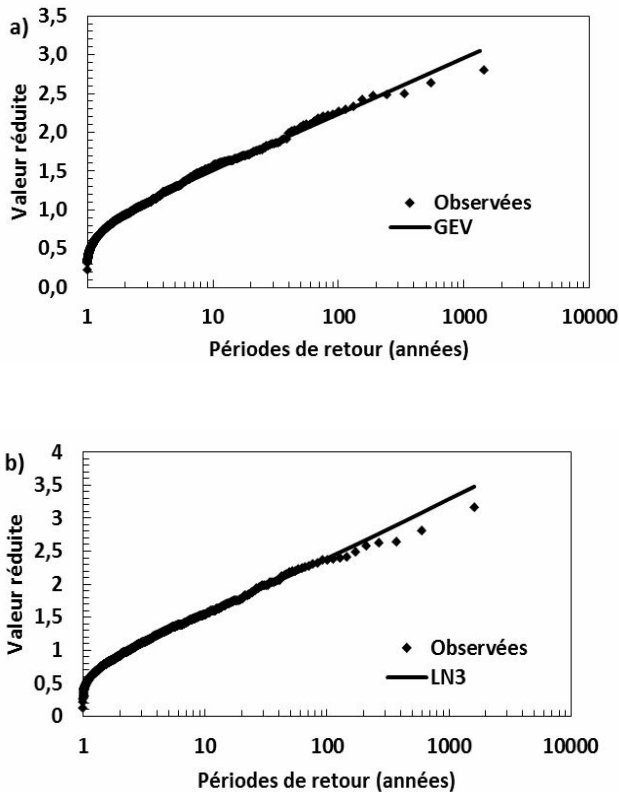 a)
Valeur réduite
3,5
3,0
2,5
2,0
1,5
1,0
0,5
0,0
Observées
GEV
1 10 100 1000 10000
Périodes de retour (années)
b)
Valeur réduite
4
3,5
3
2,5
2
1,5
1
0,5
0
Observées
LN3
1 10 100 1000 10000
Périodes de retour (années)